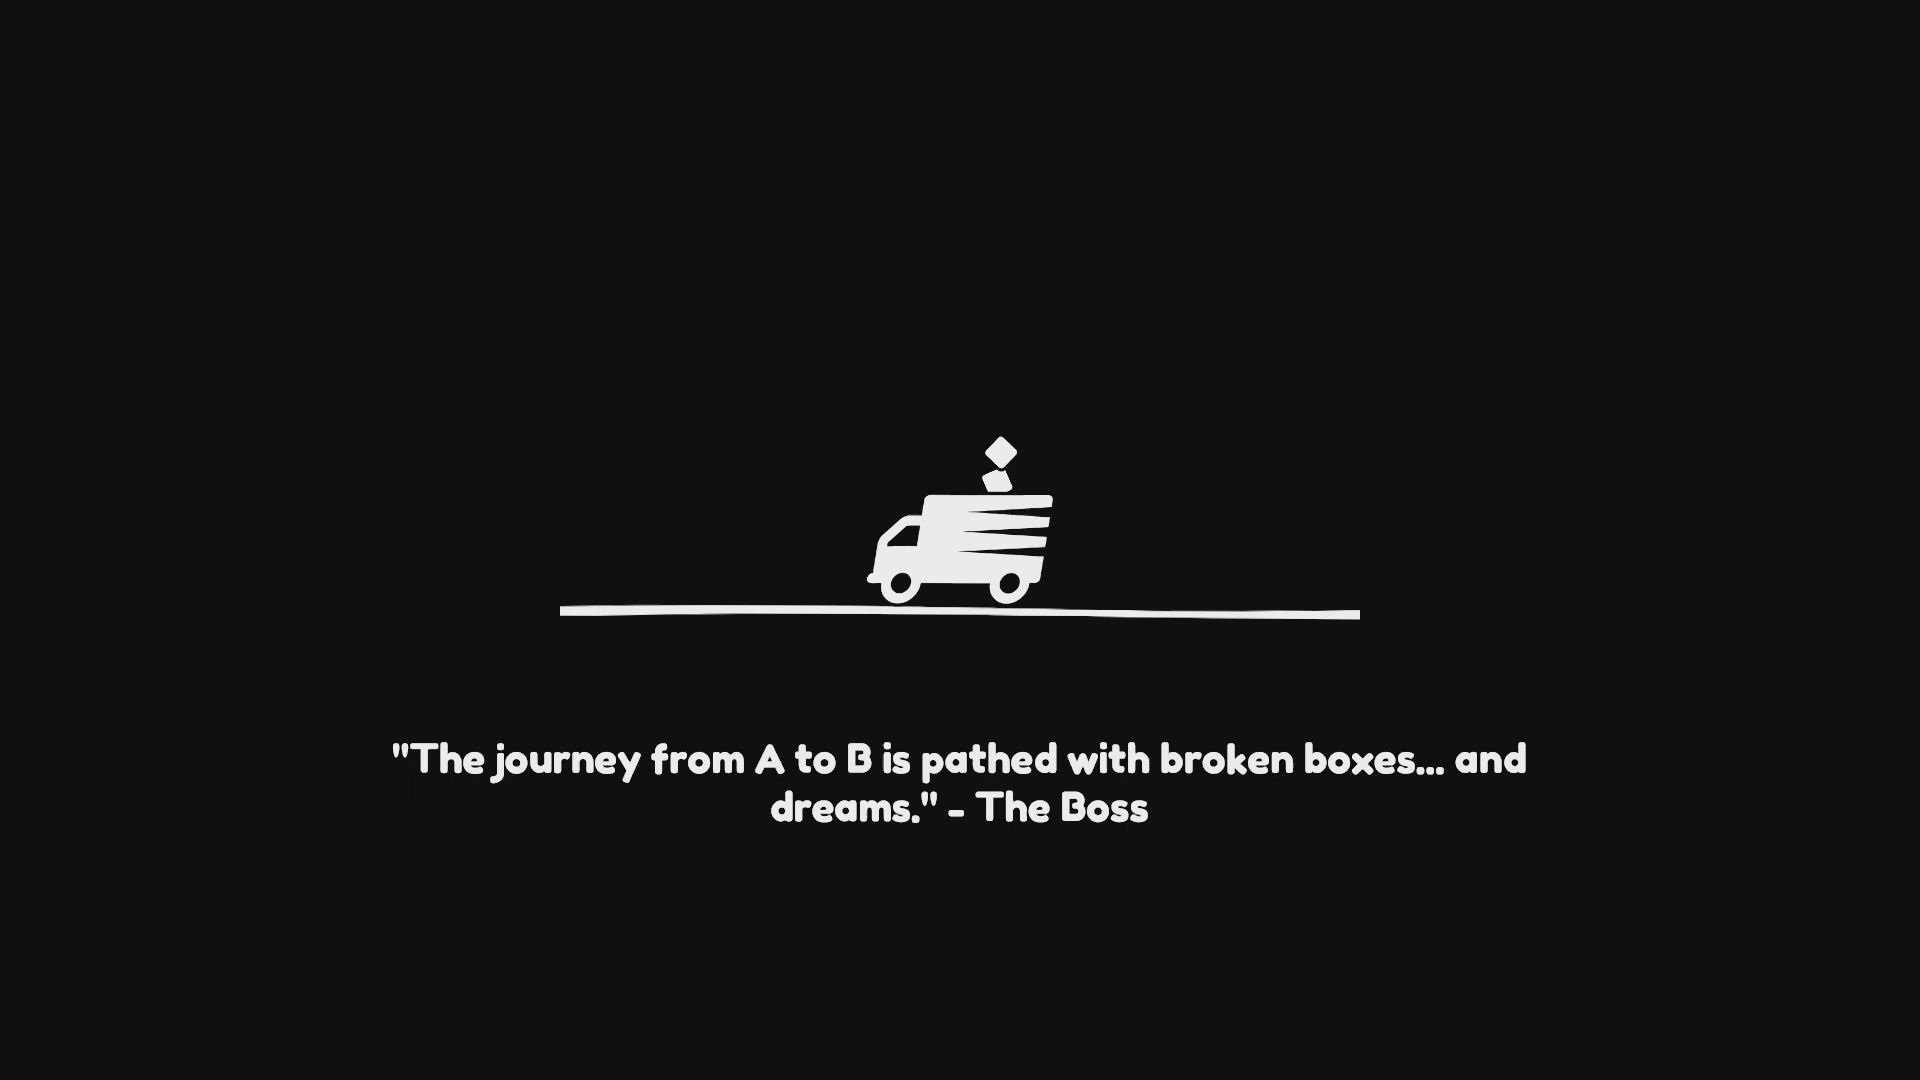 "The journey from A to B is pathed with broken boxes... and
dreams." - The Boss